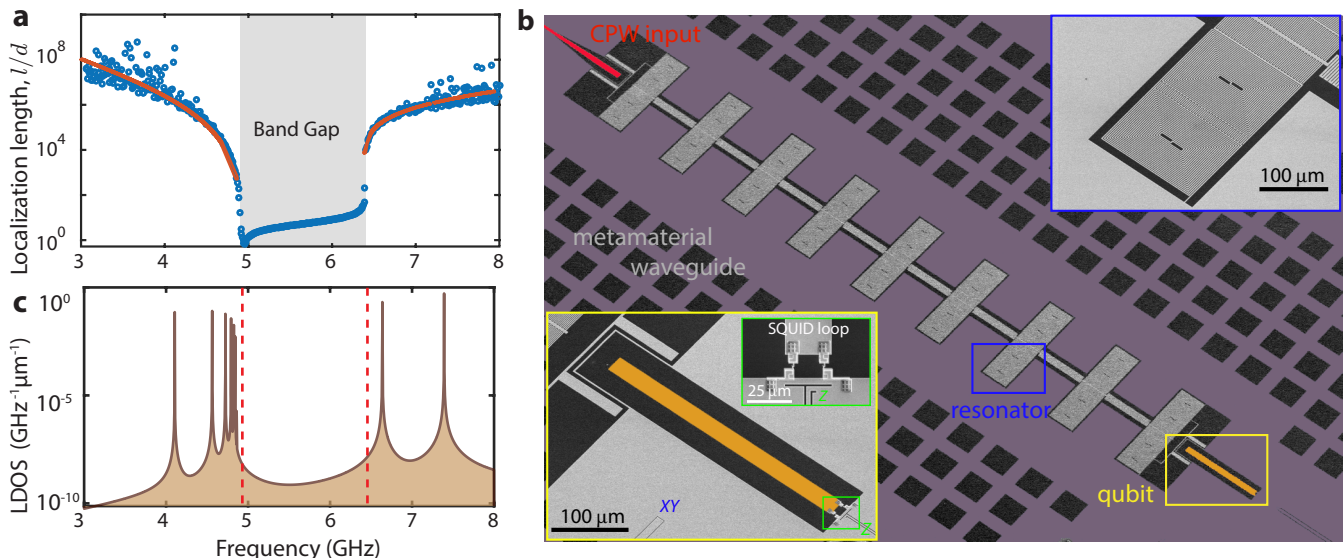 a
Localization length, l/d
10^8
10^4
10^2
10^0
Band Gap
3 4 5 6 7 8
c
LDOS (GHz^-1μm^-1)
10^0
10^-5
10^-10
3 4 5 6 7 8
Frequency (GHz)
b
CPW input
100 μm
metamaterial
waveguide
SQUID loop
25 μm
Z
resonator
qubit
XY
Z
100 μm